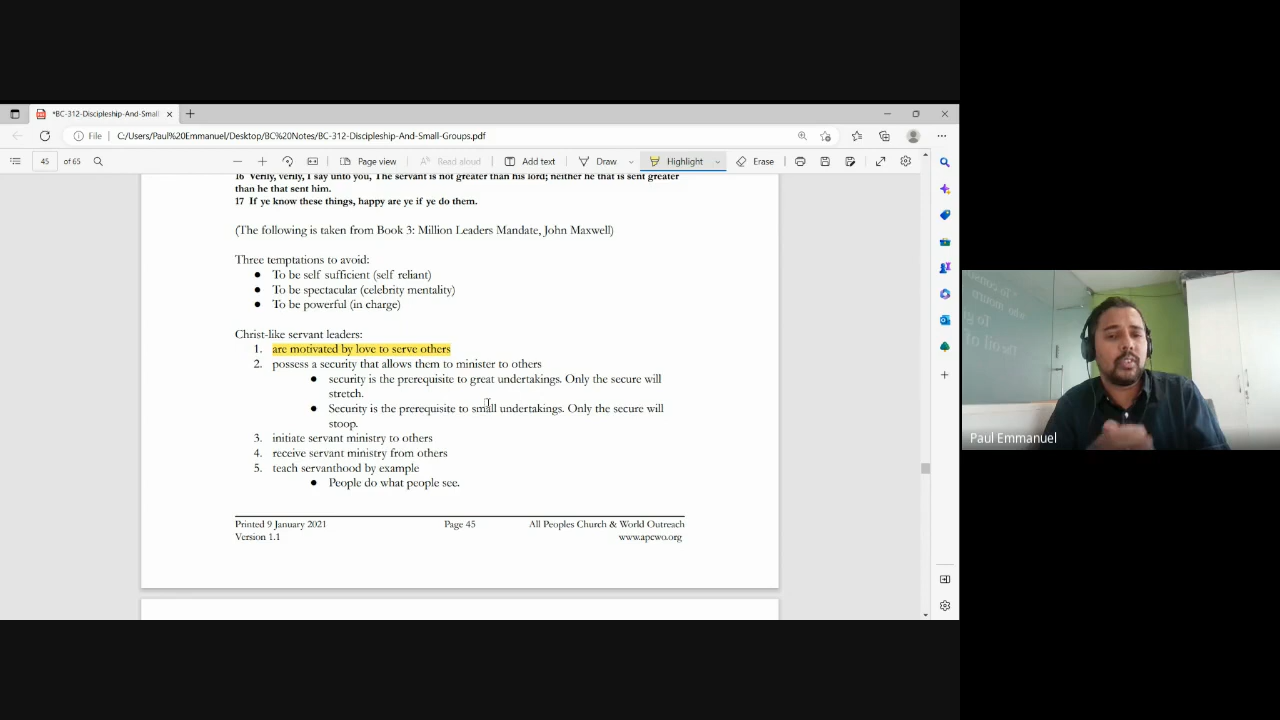 *BC-312-Discipleship-And-Small
File
C:/Users/Paul%20Emmanuel/Desktop/BC%20Notes/BC-312-Discipleship-And-Small-Groups.pdf
45 of 65
Page view
Read aloud
Add text
Draw
Highlight
Erase
16 Verily, verily, I say unto you, The servant is not greater than his lord; neither he that is sent greater
than he that sent him.
17 If ye know these things, happy are ye if ye do them.
(The following is taken from Book 3: Million Leaders Mandate, John Maxwell)
Three temptations to avoid:
● To be self sufficient (self reliant)
● To be spectacular (celebrity mentality)
● To be powerful (in charge)
Christ-like servant leaders:
1. are motivated by love to serve others
2. possess a security that allows them to minister to others
● security is the prerequisite to great undertakings. Only the secure will
stretch.
● Security is the prerequisite to small undertakings. Only the secure will
stoop.
3. initiate servant ministry to others
4. receive servant ministry from others
5. teach servanthood by example
● People do what people see.
Printed 9 January 2021 Page 45 All Peoples Church & World Outreach
Version 1.1 www.apcwo.org
Paul Emmanuel